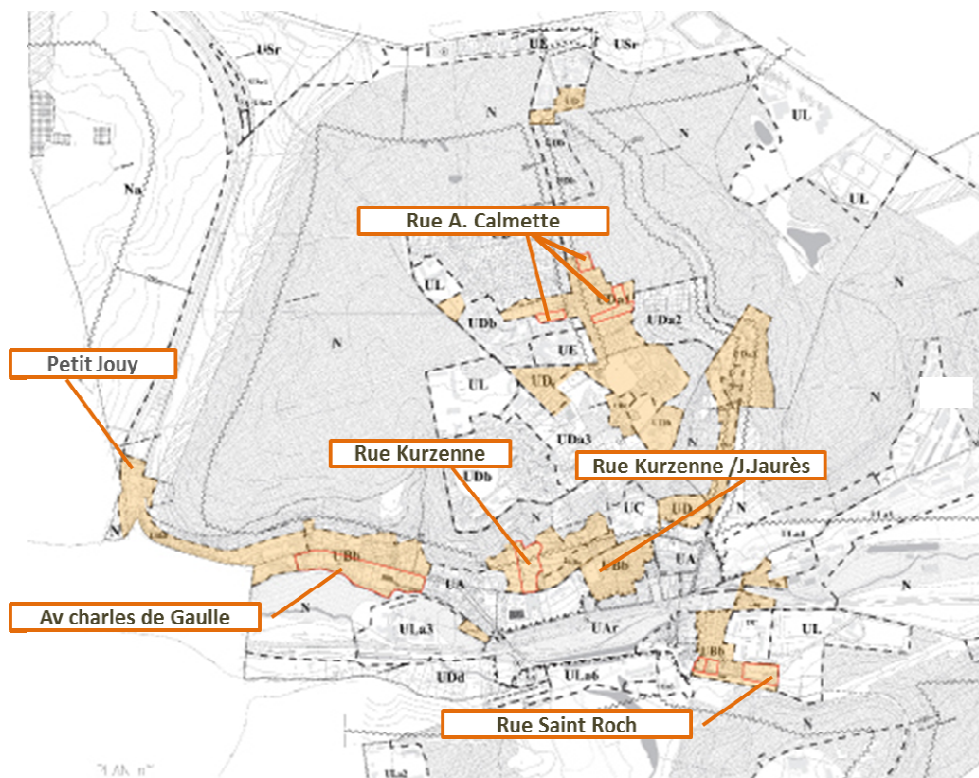 UE
USr
USr
N
UL
N
Na
UL
Rue A. Calmette
UL
UDa1
UDb
UDa2
N
UE
Petit Jouy
UL
N
UDa3
Rue Kurzenne
Rue Kurzenne /J.Jaurès
UDb
UC
UD
N
N
N
UBb
UA
UBb
UA
N
Av charles de Gaulle
N
ULa3
UAr
UL
UBb
UDd
ULa6
N
N
Rue Saint Roch
ULa2